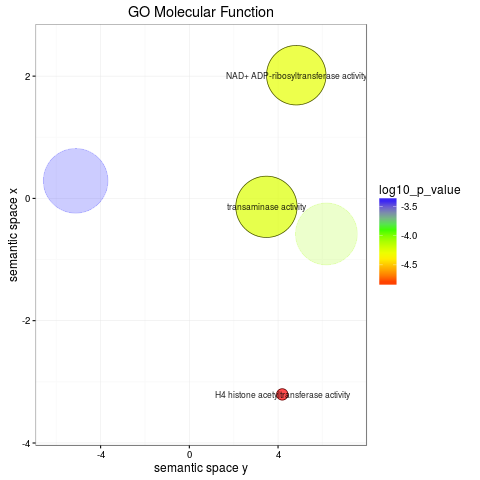 GO Molecular Function
2
0
-2
-4
semantic space x
NAD+ ADP-ribosyltransferase activity
transaminase activity
H4 histone acetyltransferase activity
-4
0
4
semantic space y
log10_p_value
-3.5
-4.0
-4.5